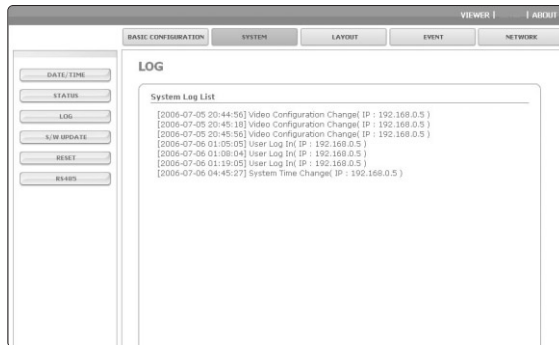 VIEWER | | ABOUT
BASIC CONFIGURATION SYSTEM LAYOUT EVENT NETWORK
DATE/TIME
STATUS
LOG
S/W UPDATE
RESET
RS485
LOG
System Log List
[2006-07-05 20:44:56] Video Configuration Change( IP : 192.168.0.5 )
[2006-07-05 20:45:18] Video Configuration Change( IP : 192.168.0.5 )
[2006-07-05 20:45:56] Video Configuration Change( IP : 192.168.0.5 )
[2006-07-06 01:05:05] User Log In( IP : 192.168.0.5 )
[2006-07-06 01:08:04] User Log In( IP : 192.168.0.5 )
[2006-07-06 01:19:05] User Log In( IP : 192.168.0.5 )
[2006-07-06 04:45:27] System Time Change( IP : 192.168.0.5 )